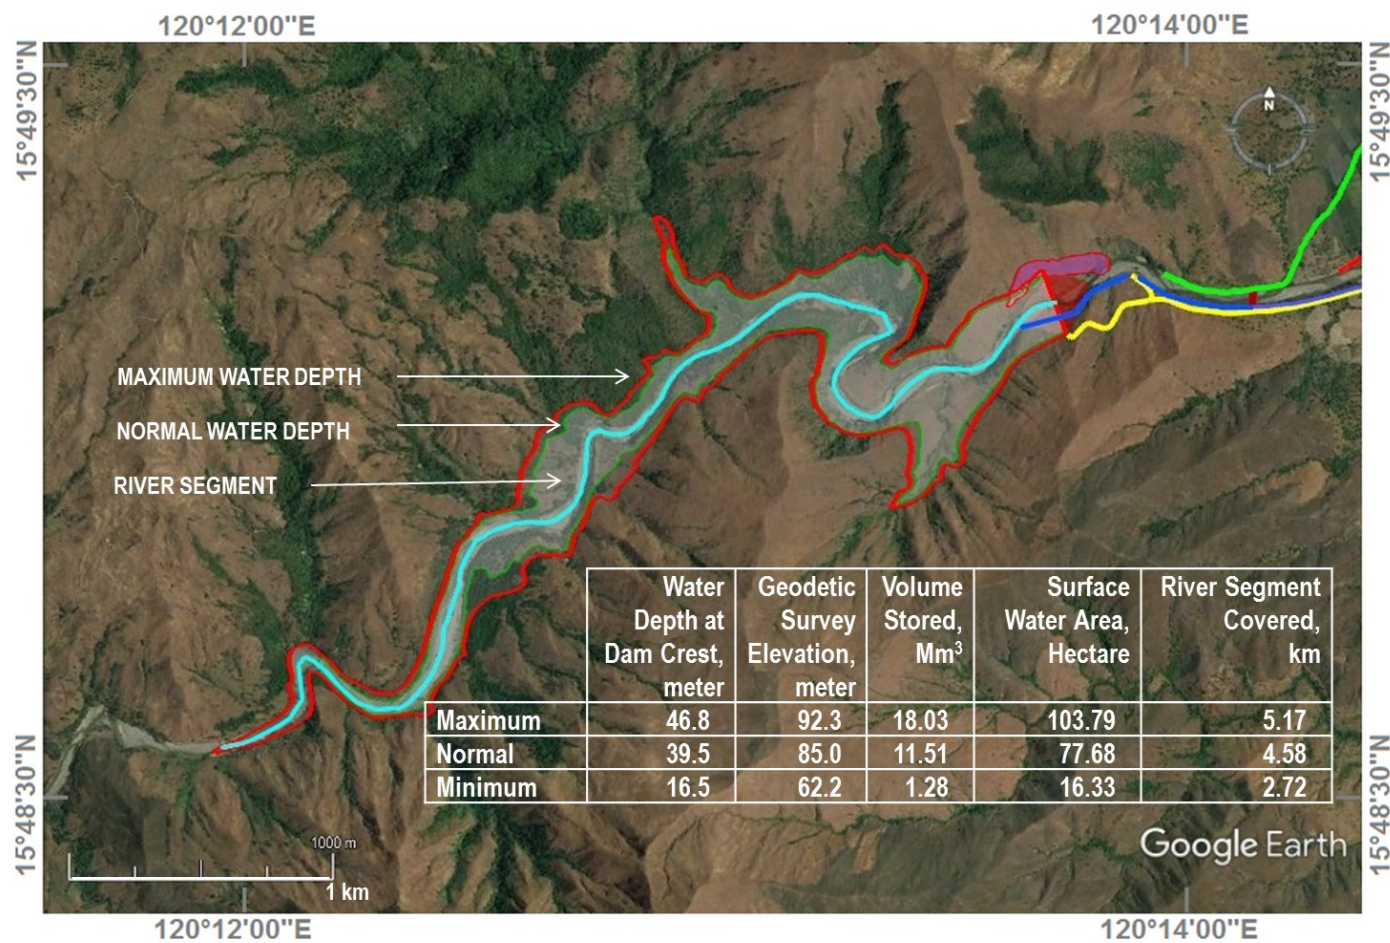 120°12'00"E
120°14'00"E
15°49'30"N
15°49'30"N
N
MAXIMUM WATER DEPTH
NORMAL WATER DEPTH
RIVER SEGMENT
Water Depth at Dam Crest, meter
Geodetic Survey Elevation, meter
Volume Stored, Mm³
Surface Water Area, Hectare
River Segment Covered, km
Maximum 46.8 92.3 18.03 103.79 5.17
Normal 39.5 85.0 11.51 77.68 4.58
Minimum 16.5 62.2 1.28 16.33 2.72
15°48'30"N
15°48'30"N
1000 m
1 km
Google Earth
120°12'00"E
120°14'00"E